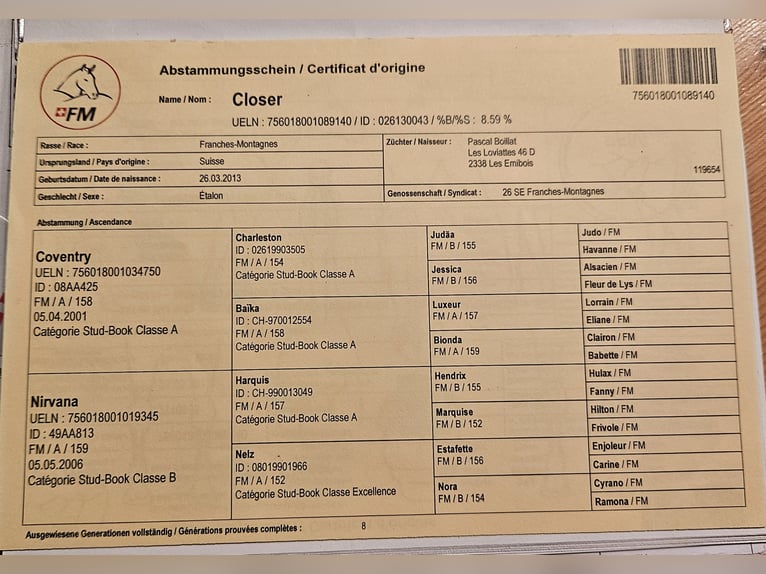 Abstammungsschein / Certificat d'origine
FM
Name / Nom :
Closer
756018001089140
UELN : 756018001089140 / ID : 026130043 / %B/%S : 8.59 %
Rasse / Race :
Franches-Montagnes
Ursprungsland / Pays d'origine :
Suisse
Geburtsdatum / Date de naissance :
26.03.2013
Geschlecht / Sexe :
Étalon
Züchter / Naisseur :
Pascal Boillat
Les Loviattes 46 D
2338 Les Emibois
119654
Genossenschaft / Syndicat :
26 SE Franches-Montagnes
Abstammung / Ascendance
Coventry
UELN : 756018001034750
ID : 08AA425
FM / A / 158
05.04.2001
Catégorie Stud-Book Classe A
Nirvana
UELN : 756018001019345
ID : 49AA813
FM / A / 159
05.05.2006
Catégorie Stud-Book Classe B
Charleston
ID : 02619903505
FM / A / 154
Catégorie Stud-Book Classe A
Baïka
ID : CH-970012554
FM / A / 158
Catégorie Stud-Book Classe A
Harquis
ID : CH-990013049
FM / A / 157
Catégorie Stud-Book Classe A
Nelz
ID : 08019901966
FM / A / 152
Catégorie Stud-Book Classe Excellence
Judäa
FM / B / 155
Jessica
FM / B / 156
Luxeur
FM / A / 157
Bionda
FM / A / 159
Hendrix
FM / B / 155
Marquise
FM / B / 152
Estafette
FM / B / 156
Nora
FM / B / 154
Judo / FM
Havanne / FM
Alsacien / FM
Fleur de Lys / FM
Lorrain / FM
Eliane / FM
Clairon / FM
Babette / FM
Hulax / FM
Fanny / FM
Hilton / FM
Frivole / FM
Enjoleur / FM
Carine / FM
Cyrano / FM
Ramona / FM
Ausgewiesene Generationen vollständig / Générations prouvées complètes :
8